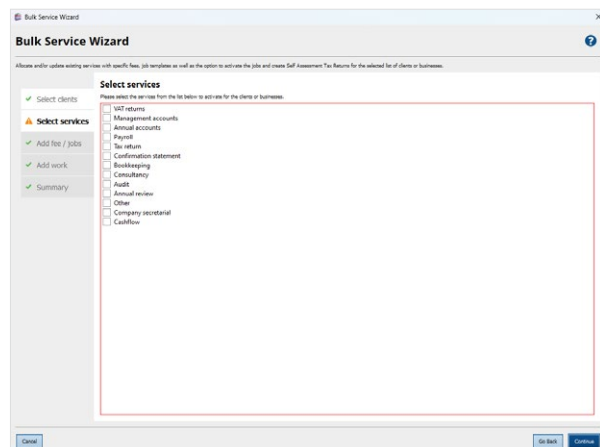 Bulk Service Wizard
Bulk Service Wizard
Allocate and/or update existing services with specific fees, job templates as well as the option to activate the jobs and create Self Assessment Tax Returns for the selected list of clients or businesses.
Select services
Please select the services from the list below to activate for the clients or businesses.
Select clients
Select services
Add fee / jobs
Add work
Summary
VAT returns
Management accounts
Annual accounts
Payroll
Tax return
Confirmation statement
Bookkeeping
Consultancy
Audit
Annual review
Other
Company secretarial
Cashflow
Cancel
Go Back
Continue